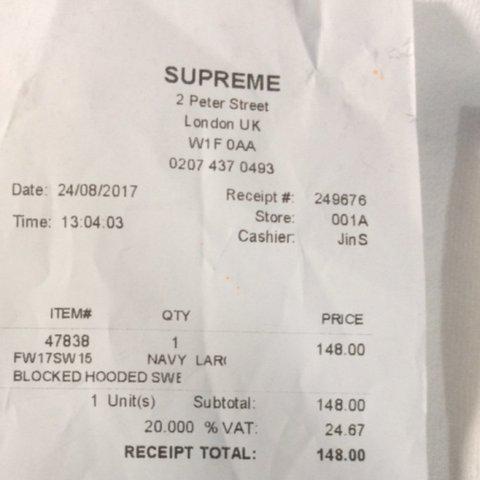 SUPREME
2 Peter Street
London UK
W1F 0AA
0207 437 0493
Date: 24/08/2017 Receipt #: 249676
Time: 13:04.03 Store: 001A
Cashier: JinS
ITEM# QTY PRICE
47838 1 148.00
FW17SW15 NAVY LAR(
BLOCKED HOODED SWE
1 Unit(s) Subtotal: 148.00
20.000 % VAT: 24.67
RECEIPT TOTAL: 148.00